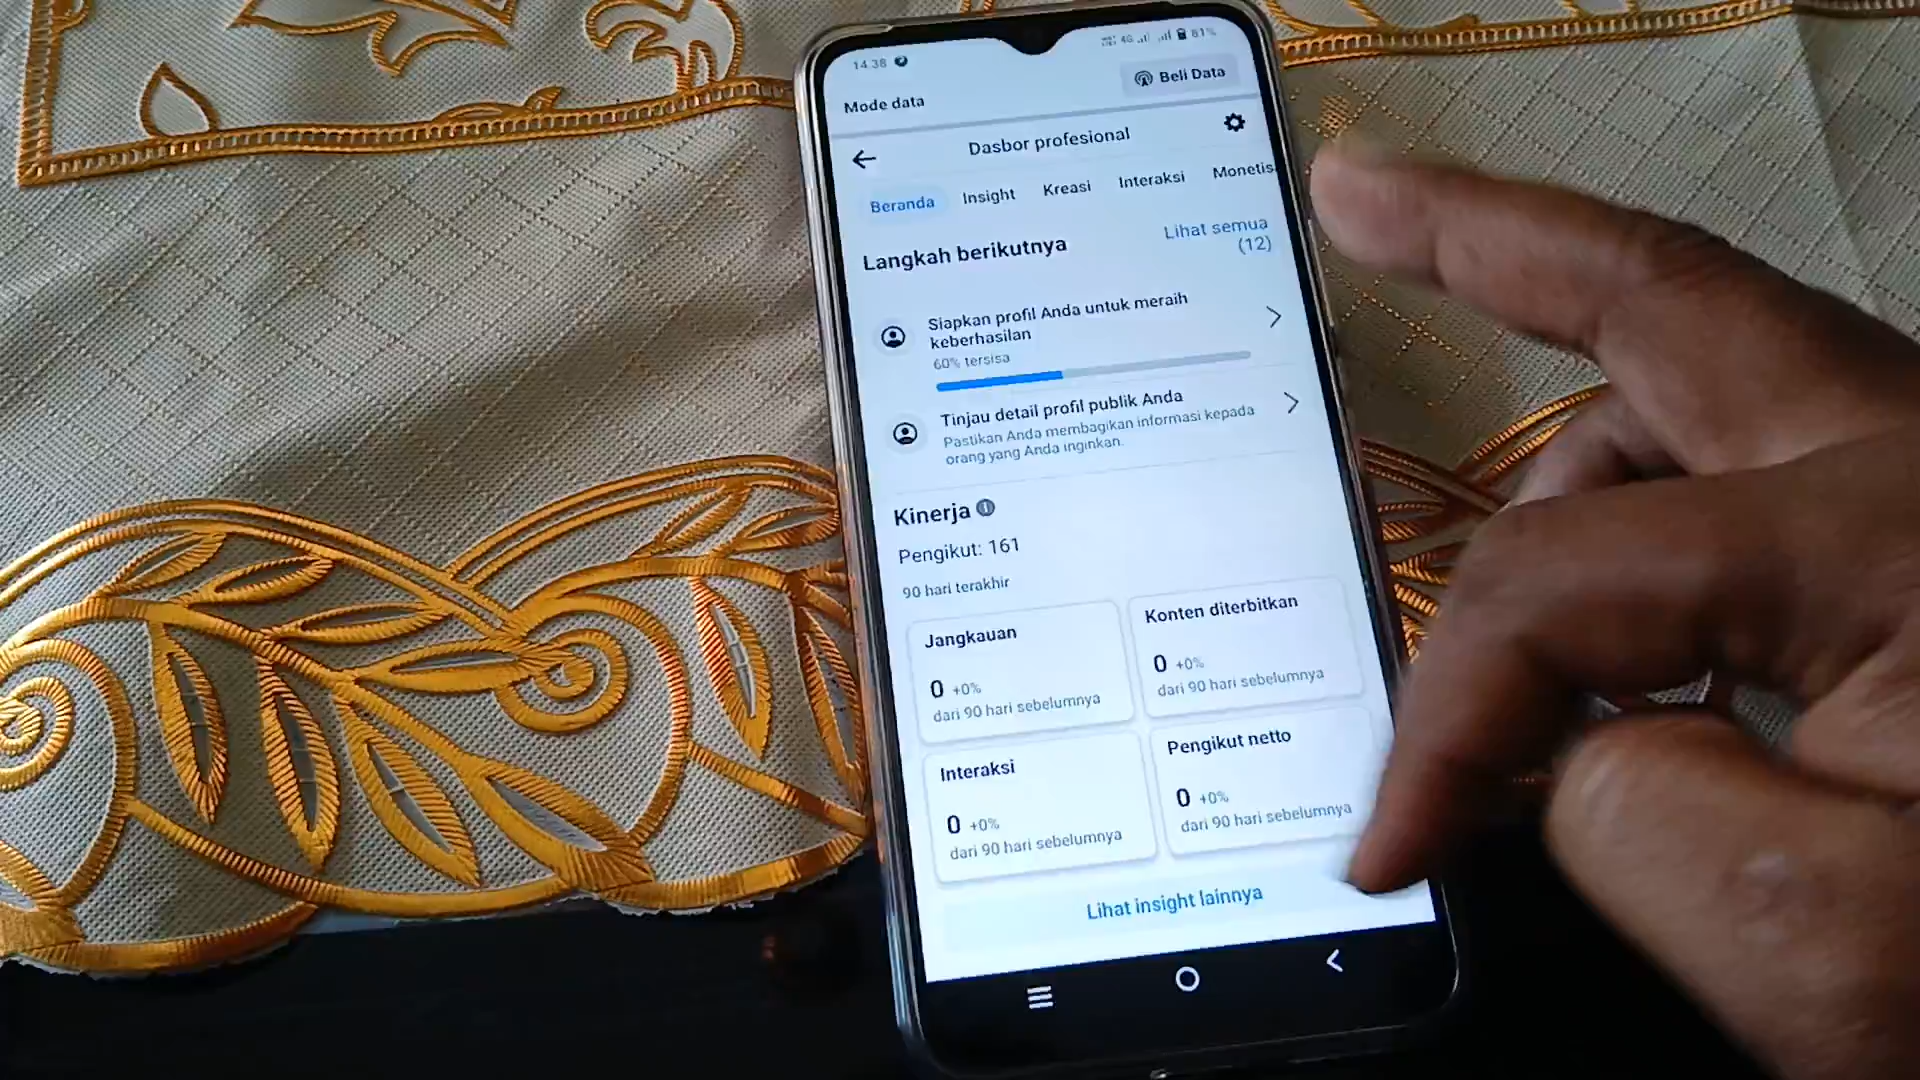 14.38
4G
81%
Mode data
Beli Data
Dasbor profesional
Beranda
Insight
Kreasi
Interaksi
Monetis
Langkah berikutnya
Lihat semua
(12)
Siapkan profil Anda untuk meraih
keberhasilan
60% tersisa
Tinjau detail profil publik Anda
Pastikan Anda membagikan informasi kepada
orang yang Anda inginkan.
Kinerja
Pengikut: 161
90 hari terakhir
Jangkauan
0 +0%
dari 90 hari sebelumnya
Konten diterbitkan
0 +0%
dari 90 hari sebelumnya
Interaksi
0 +0%
dari 90 hari sebelumnya
Pengikut netto
0 +0%
dari 90 hari sebelumnya
Lihat insight lainnya